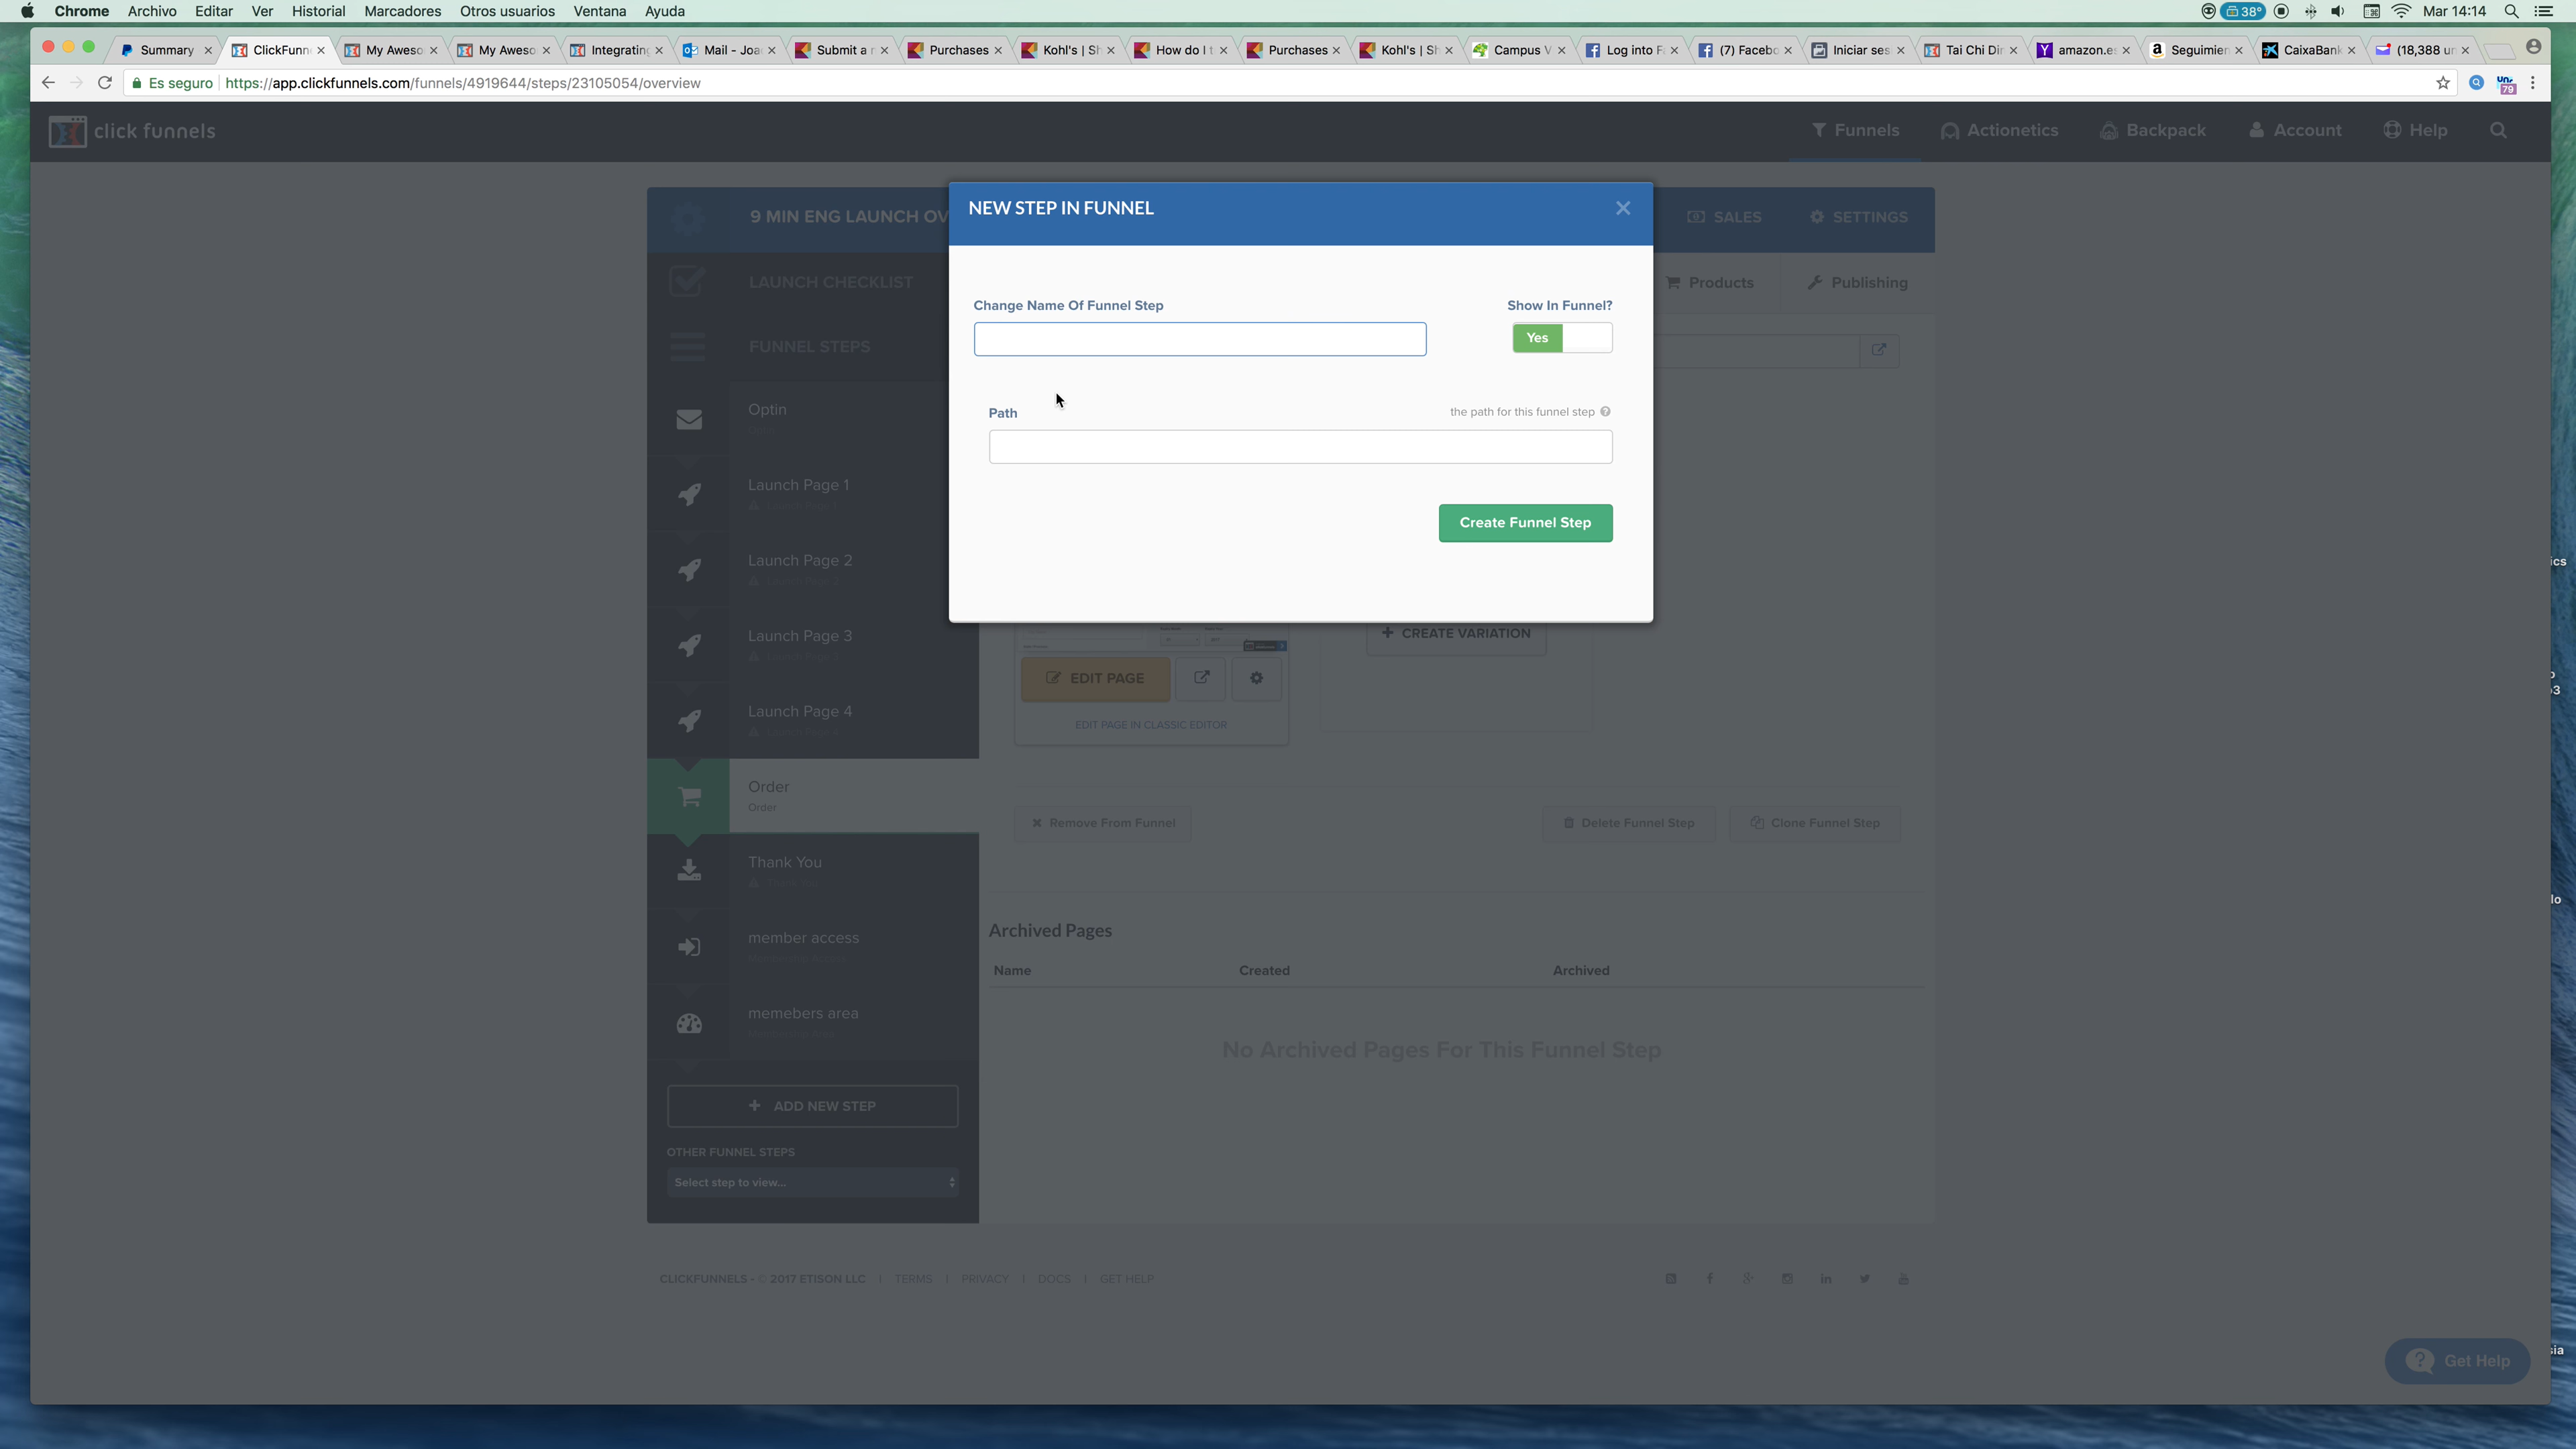 Chrome Archivo Editar Ver Historial Marcadores Otros usuarios Ventana Ayuda 38° Mar 14:14
Summary ClickFunn My Aweso My Aweso Integrating Mail - Joa Submit a r Purchases Kohl's | Sh How do I t Purchases Kohl's | Sh Campus V Log into F (7) Facebo Iniciar ses Tai Chi Dir amazon.es Seguimien CaixaBank (18,388 un
Es seguro https://app.clickfunnels.com/funnels/4919644/steps/23105054/overview 79
click funnels Funnels Actionetics Backpack Account Help
9 MIN ENG LAUNCH OV SALES SETTINGS
NEW STEP IN FUNNEL
LAUNCH CHECKLIST Products Publishing
Change Name Of Funnel Step Show In Funnel?
Yes
FUNNEL STEPS
Path the path for this funnel step
Create Funnel Step
Optin
Launch Page 1
Launch Page 2
Launch Page 3
Launch Page 4
CREATE VARIATION
EDIT PAGE
EDIT PAGE IN CLASSIC EDITOR
Order
Order
Remove From Funnel Delete Funnel Step Clone Funnel Step
Thank You
member access
memebers area
Archived Pages
Name Created Archived
No Archived Pages For This Funnel Step
ADD NEW STEP
OTHER FUNNEL STEPS
Select step to view...
CLICKFUNNELS - © 2017 ETISON LLC | TERMS | PRIVACY | DOCS | GET HELP
Get Help
ics
lo
sia